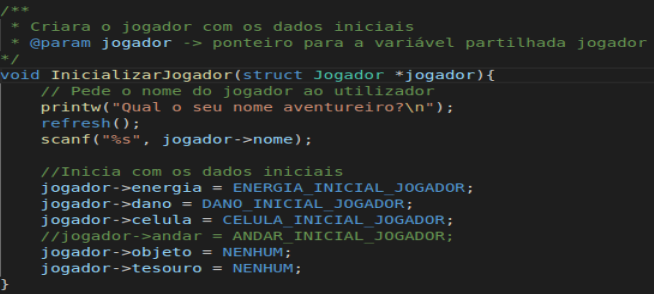 /**
 * Criara o jogador com os dados iniciais
 * @param jogador -> ponteiro para a variável partilhada jogador
*/
void InicializarJogador(struct Jogador *jogador){
    // Pede o nome do jogador ao utilizador
    printw("Qual o seu nome aventureiro?\n");
    refresh();
    scanf("%s", jogador->nome);

    //Inicia com os dados iniciais
    jogador->energia = ENERGIA_INICIAL_JOGADOR;
    jogador->dano = DANO_INICIAL_JOGADOR;
    jogador->celula = CELULA_INICIAL_JOGADOR;
    //jogador->andar = ANDAR_INICIAL_JOGADOR;
    jogador->objeto = NENHUM;
    jogador->tesouro = NENHUM;
}